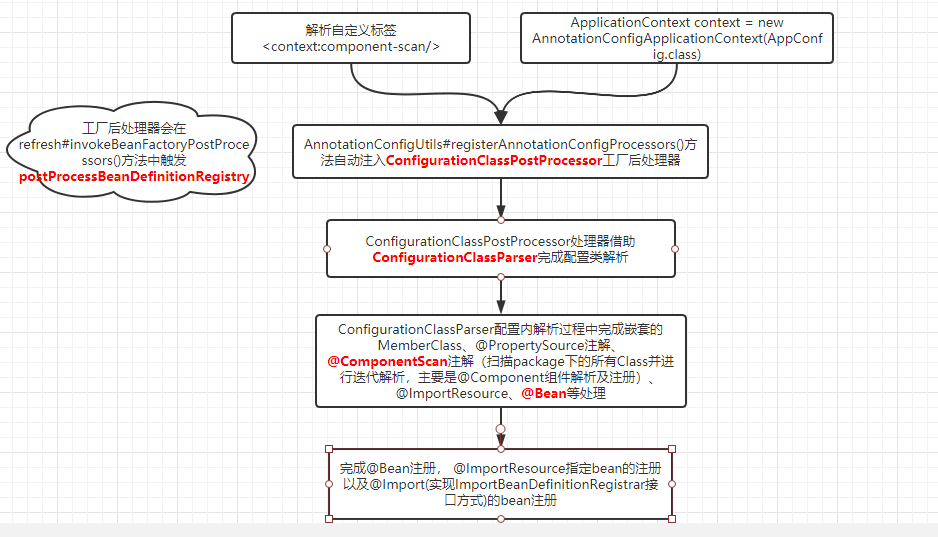 解析自定义标签
<context:component-scan/>
ApplicationContext context = new
AnnotationConfigApplicationContext(AppConf
ig.class)
工厂后处理器会在
refresh#invokeBeanFactoryPostProce
ssors()方法中触发
postProcessBeanDefinitionRegistry
AnnotationConfigUtils#registerAnnotationConfigProcessors()方
法自动注入ConfigurationClassPostProcessor工厂后处理器
ConfigurationClassPostProcessor处理器借助
ConfigurationClassParser完成配置类解析
ConfigurationClassParser配置内解析过程中完成嵌套的
MemberClass、@PropertySource注解、
@ComponentScan注解（扫描package下的所有Class并进
行迭代解析，主要是@Component组件解析及注册）、
@ImportResource、@Bean等处理
完成@Bean注册， @ImportResource指定bean的注册
以及@Import(实现ImportBeanDefinitionRegistrar接
口方式)的bean注册